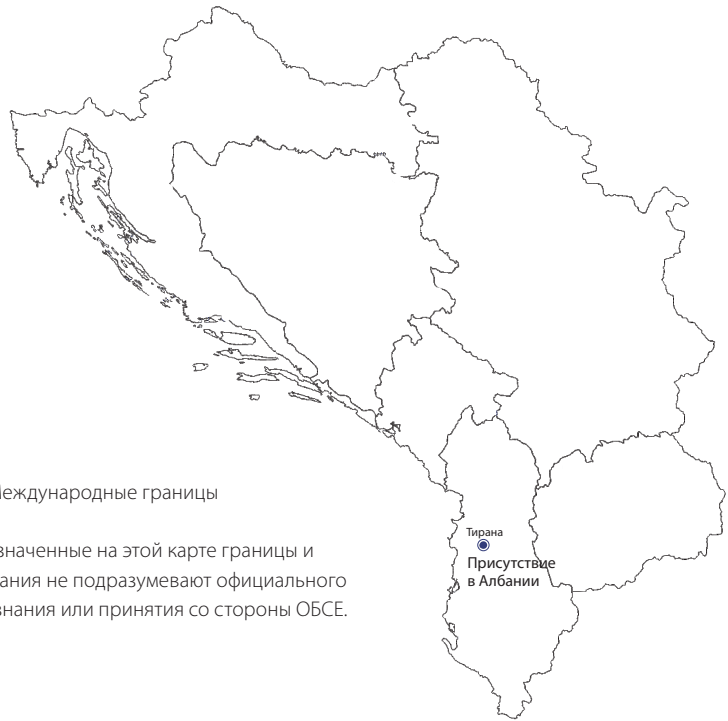 Международные границы
значенные на этой карте границы и
ания не подразумевают официального
знания или принятия со стороны ОБСЕ.
Тирана
Присутствие
в Албании